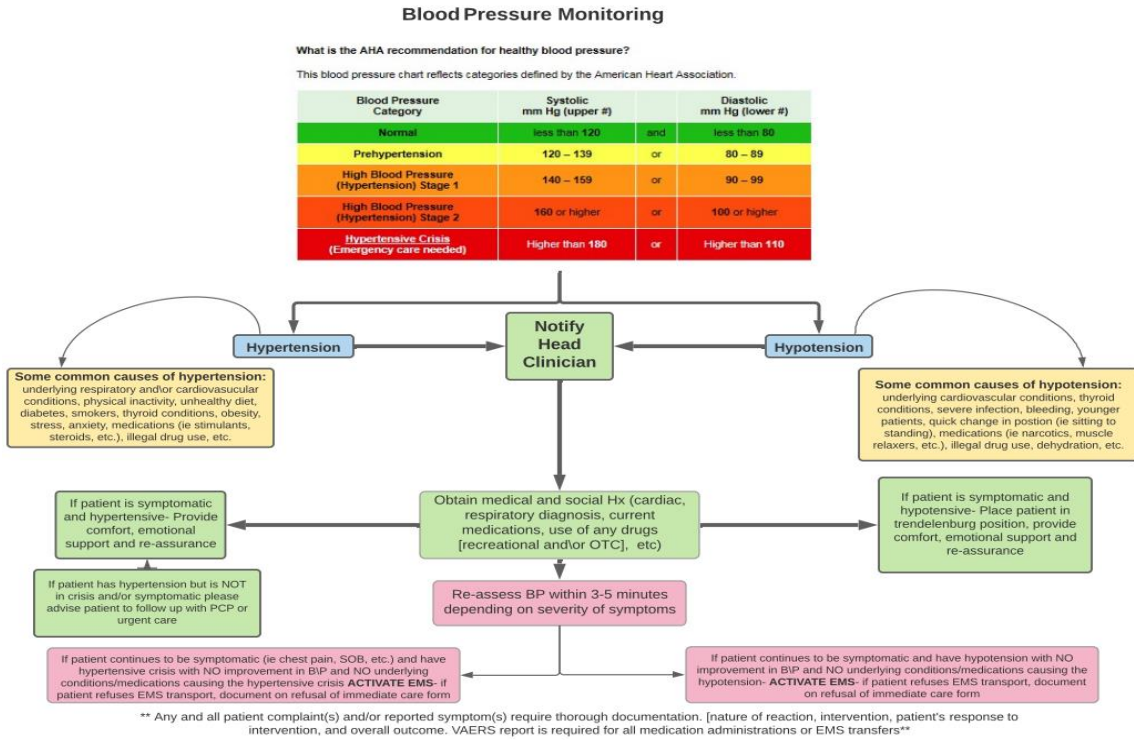 Blood Pressure Monitoring
What is the AHA recommendation for healthy blood pressure?
This blood pressure chart reflects categories defined by the American Heart Association.
Blood Pressure
Category
Systolic
mm Hg (upper #)
Diastolic
mm Hg (lower #)
Normal
less than 120
and
less than 80
Prehypertension
120 – 139
or
80 – 89
High Blood Pressure
(Hypertension) Stage 1
140 – 159
or
90 – 99
High Blood Pressure
(Hypertension) Stage 2
160 or higher
or
100 or higher
Hypertensive Crisis
(Emergency care needed)
Higher than 180
or
Higher than 110
Hypertension
Notify
Head
Clinician
Hypotension
Some common causes of hypertension:
underlying respiratory and\or cardiovasucular
conditions, physical inactivity, unhealthy diet,
diabetes, smokers, thyroid conditions, obesity,
stress, anxiety, medications (ie stimulants,
steroids, etc.), illegal drug use, etc.
Some common causes of hypotension:
underlying cardiovascular conditions, thyroid
conditions, severe infection, bleeding, younger
patients, quick change in postion (ie sitting to
standing), medications (ie narcotics, muscle
relaxers, etc.), illegal drug use, dehydration, etc.
If patient is symptomatic
and hypertensive- Provide
comfort, emotional
support and re-assurance
Obtain medical and social Hx (cardiac,
respiratory diagnosis, current
medications, use of any drugs
[recreational and\or OTC], etc)
If patient is symptomatic and
hypotensive- Place patient in
trendelenburg position, provide
comfort, emotional support and
re-assurance
If patient has hypertension but is NOT
in crisis and/or symptomatic please
advise patient to follow up with PCP or
urgent care
Re-assess BP within 3-5 minutes
depending on severity of symptoms
If patient continues to be symptomatic (ie chest pain, SOB, etc.) and have
hypertensive crisis with NO improvement in B\P and NO underlying
conditions/medications causing the hypertensive crisis ACTIVATE EMS- if
patient refuses EMS transport, document on refusal of immediate care form
If patient continues to be symptomatic and have hypotension with NO
improvement in B\P and NO underlying conditions/medications causing the
hypotension- ACTIVATE EMS- if patient refuses EMS transport, document
on refusal of immediate care form
** Any and all patient complaint(s) and/or reported symptom(s) require thorough documentation. [nature of reaction, intervention, patient's response to
intervention, and overall outcome. VAERS report is required for all medication administrations or EMS transfers**